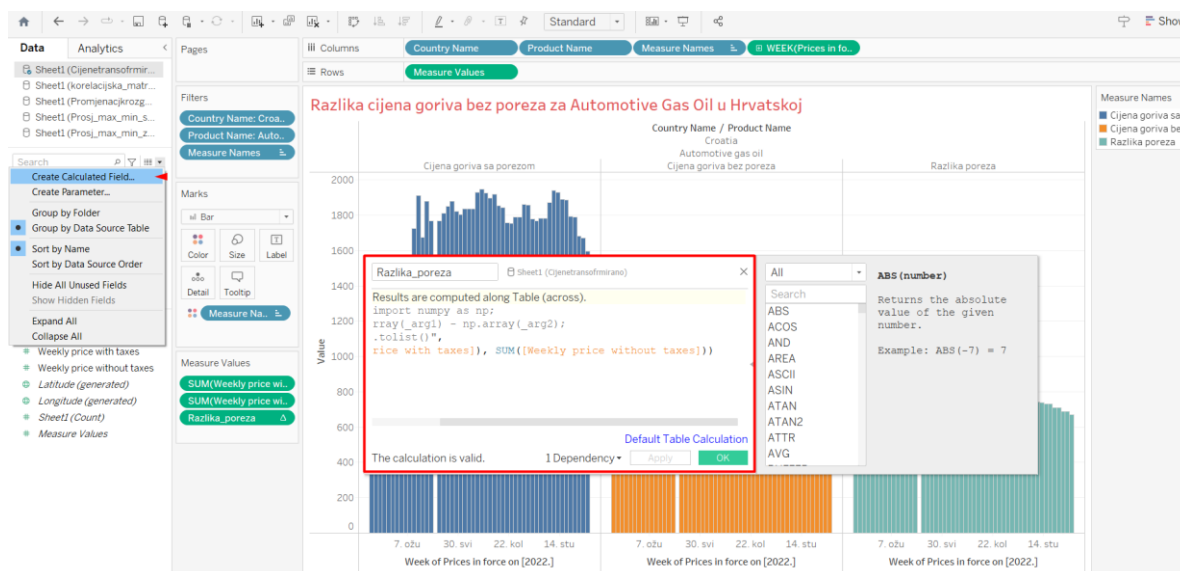 Standard
Show
Data Analytics
Sheet1 (Cijenetransofrmir...
Sheet1 (korelacijska_matr...
Sheet1 (Promjenacjkrozg...
Sheet1 (Prosj_max_min_s...
Sheet1 (Prosj_max_min_z...
Search
Create Calculated Field...
Create Parameter...
Group by Folder
Group by Data Source Table
Sort by Name
Sort by Data Source Order
Hide All Unused Fields
Show Hidden Fields
Expand All
Collapse All
Weekly price with taxes
Weekly price without taxes
Latitude (generated)
Longitude (generated)
Sheet1 (Count)
Measure Values
Pages
Filters
Country Name: Croa..
Product Name: Auto..
Measure Names
Marks
Bar
Color Size Label
Detail Tooltip
Measure Na..
Measure Values
SUM(Weekly price wi..
SUM(Weekly price wi..
Razlika_poreza
Columns Country Name Product Name Measure Names WEEK(Prices in fo..
Rows Measure Values
Razlika cijena goriva bez poreza za Automotive Gas Oil u Hrvatskoj
Country Name / Product Name
Croatia
Automotive gas oil
Cijena goriva sa porezom Cijena goriva bez poreza Razlika poreza
Value
2000
1800
1600
1400
1200
1000
800
600
400
200
0
Razlika_poreza Sheet1 (Cijenetransofrmirano)
Results are computed along Table (across).
import numpy as np;
rray(_arg1) - np.array(_arg2);
.tolist()",
rice with taxes]), SUM([Weekly price without taxes]))
Default Table Calculation
The calculation is valid. 1 Dependency Apply OK
All
Search
ABS
ACOS
AND
AREA
ASCII
ASIN
ATAN
ATAN2
ATTR
AVG
ABS(number)
Returns the absolute
value of the given
number.
Example: ABS(-7) = 7
7. ožu 30. svi 22. kol 14. stu 7. ožu 30. svi 22. kol 14. stu 7. ožu 30. svi 22. kol 14. stu
Week of Prices in force on [2022.] Week of Prices in force on [2022.] Week of Prices in force on [2022.]
Measure Names
Cijena goriva sa
Cijena goriva be
Razlika poreza